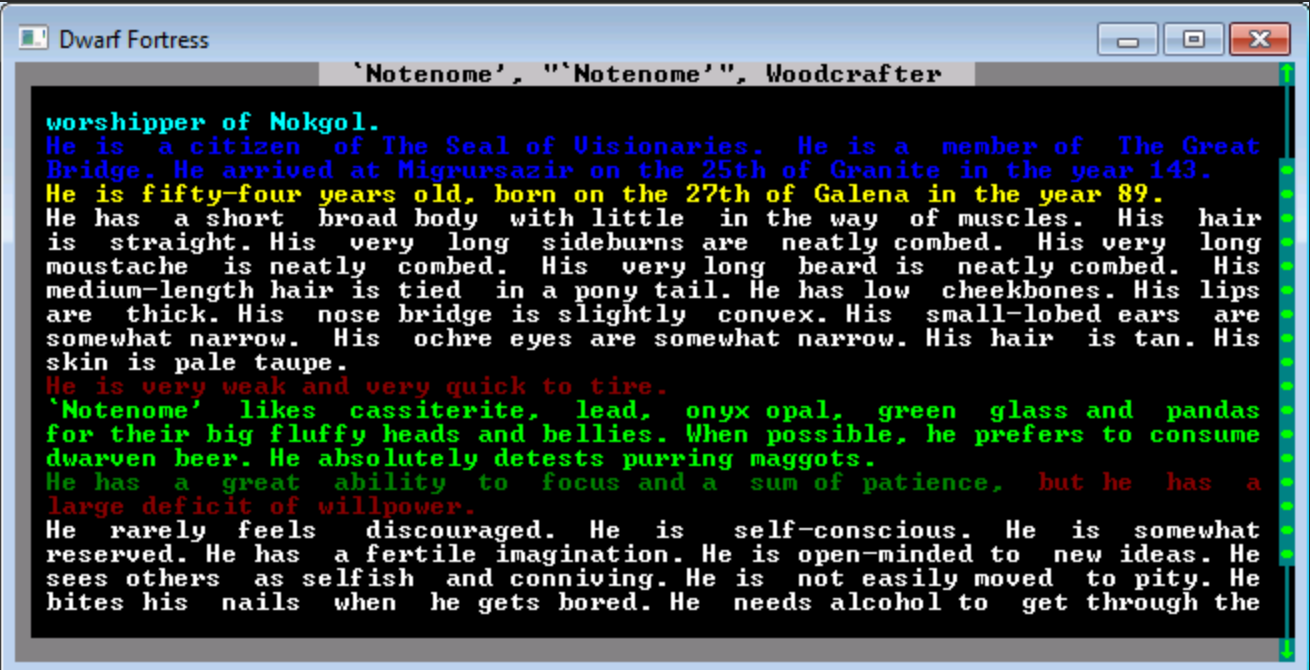 Dwarf Fortress
`Notenome', "`Notenome'", Woodcrafter
worshipper of Nokgol.
He is a citizen of The Seal of Visionaries. He is a member of The Great
Bridge. He arrived at Migrursazir on the 25th of Granite in the year 143.
He is fifty-four years old, born on the 27th of Galena in the year 89.
He has a short broad body with little in the way of muscles. His hair
is straight. His very long sideburns are neatly combed. His very long
moustache is neatly combed. His very long beard is neatly combed. His
medium-length hair is tied in a pony tail. He has low cheekbones. His lips
are thick. His nose bridge is slightly convex. His small-lobed ears are
somewhat narrow. His ochre eyes are somewhat narrow. His hair is tan. His
skin is pale taupe.
He is very weak and very quick to tire.
`Notenome' likes cassiterite, lead, onyx opal, green glass and pandas
for their big fluffy heads and bellies. When possible, he prefers to consume
dwarven beer. He absolutely detests purring maggots.
He has a great ability to focus and a sum of patience, but he has a
large deficit of willpower.
He rarely feels discouraged. He is self-conscious. He is somewhat
reserved. He has a fertile imagination. He is open-minded to new ideas. He
sees others as selfish and conniving. He is not easily moved to pity. He
bites his nails when he gets bored. He needs alcohol to get through the